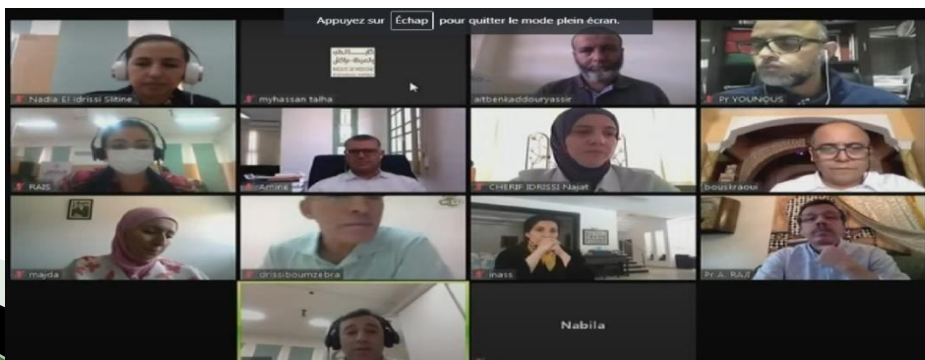 Appuyez sur Échap pour quitter le mode plein écran.
Nadia El Idrissi Slitine
myhassan talha
aitbenkaddouryassir
Pr YOUNOUS
RAIS
Amine
CHERIF IDRISSI Najat
bouskraoui
majda
drissiboumzebra
inass
Pr A. RAJI
Nabila